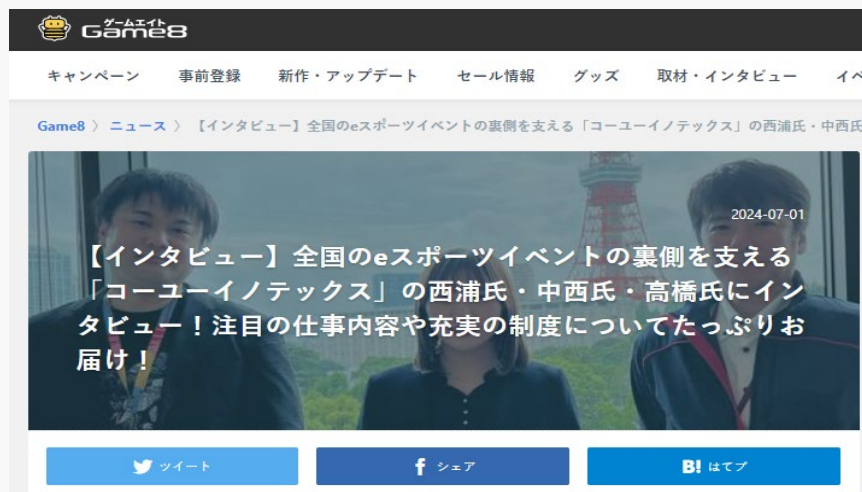 ゲームエイト
Game8
キャンペーン 事前登録 新作・アップデート セール情報 グッズ 取材・インタビュー イベ
Game8 〉 ニュース 〉 【インタビュー】全国のeスポーツイベントの裏側を支える「コーユーイノテックス」の西浦氏・中西氏
2024-07-01
【インタビュー】全国のeスポーツイベントの裏側を支える
「コーユーイノテックス」の西浦氏・中西氏・高橋氏にイン
タビュー！注目の仕事内容や充実の制度についてたっぷりお
届け！
ツイート シェア B! はてブ